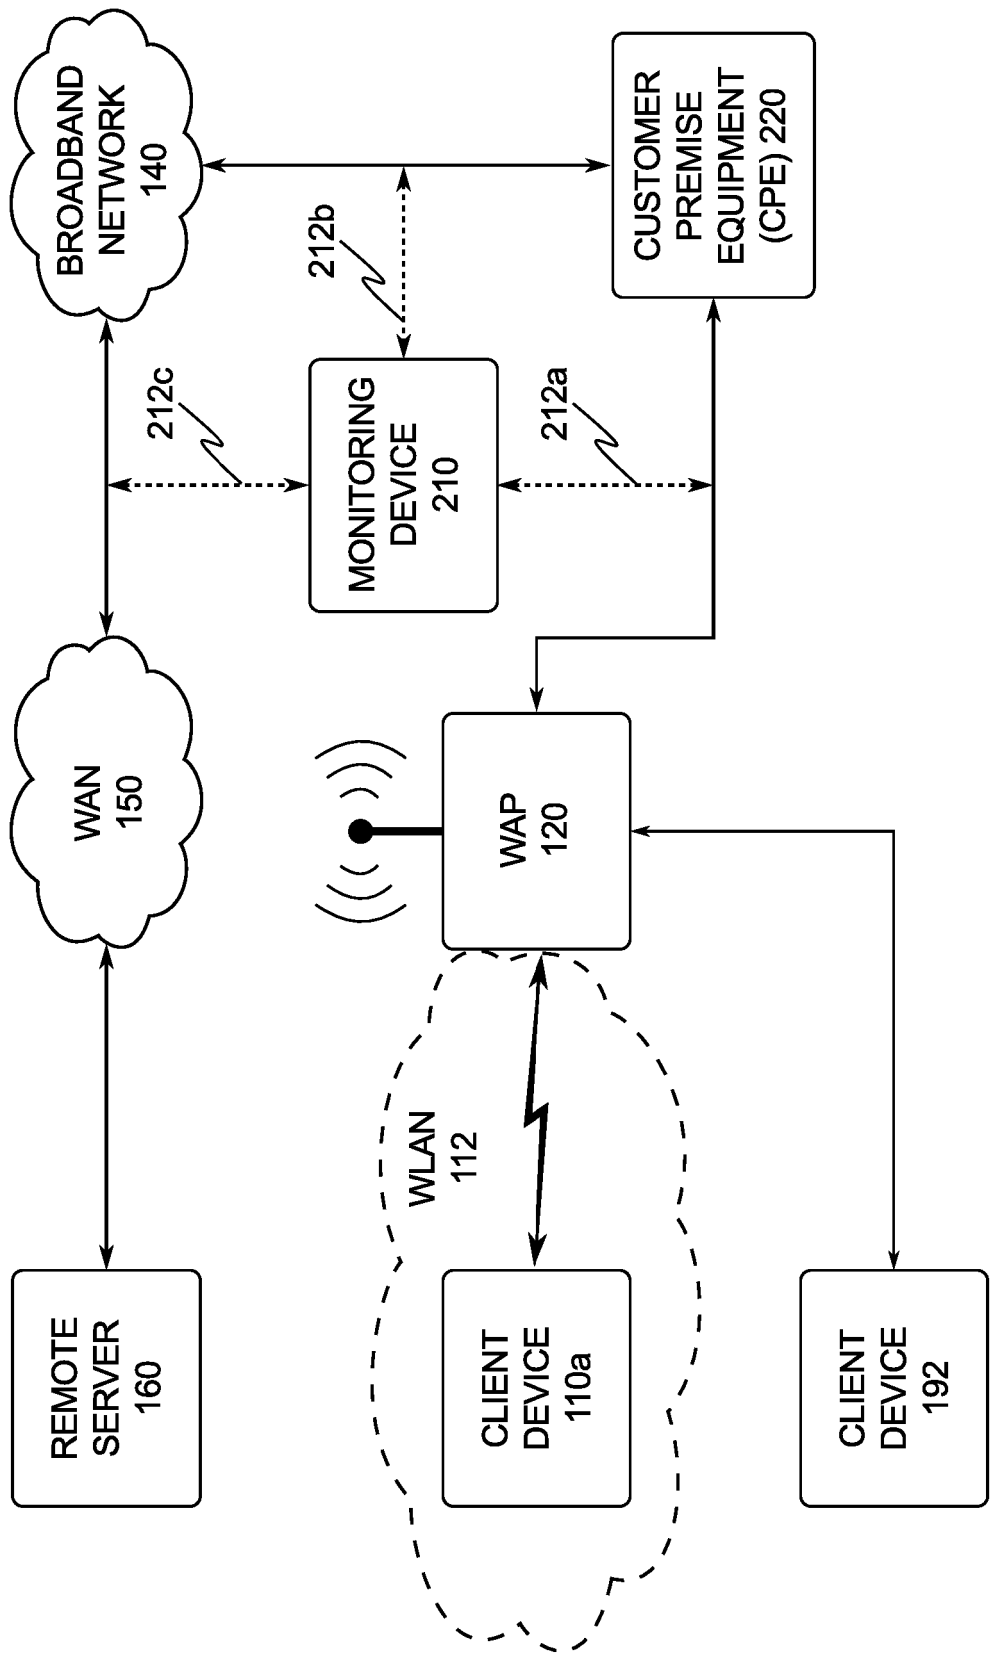 REMOTE
SERVER
160
WAN
150
BROADBAND
NETWORK
140
212c
212b
MONITORING
DEVICE
210
212a
WLAN
112
CLIENT
DEVICE
110a
WAP
120
CUSTOMER
PREMISE
EQUIPMENT
(CPE) 220
CLIENT
DEVICE
192